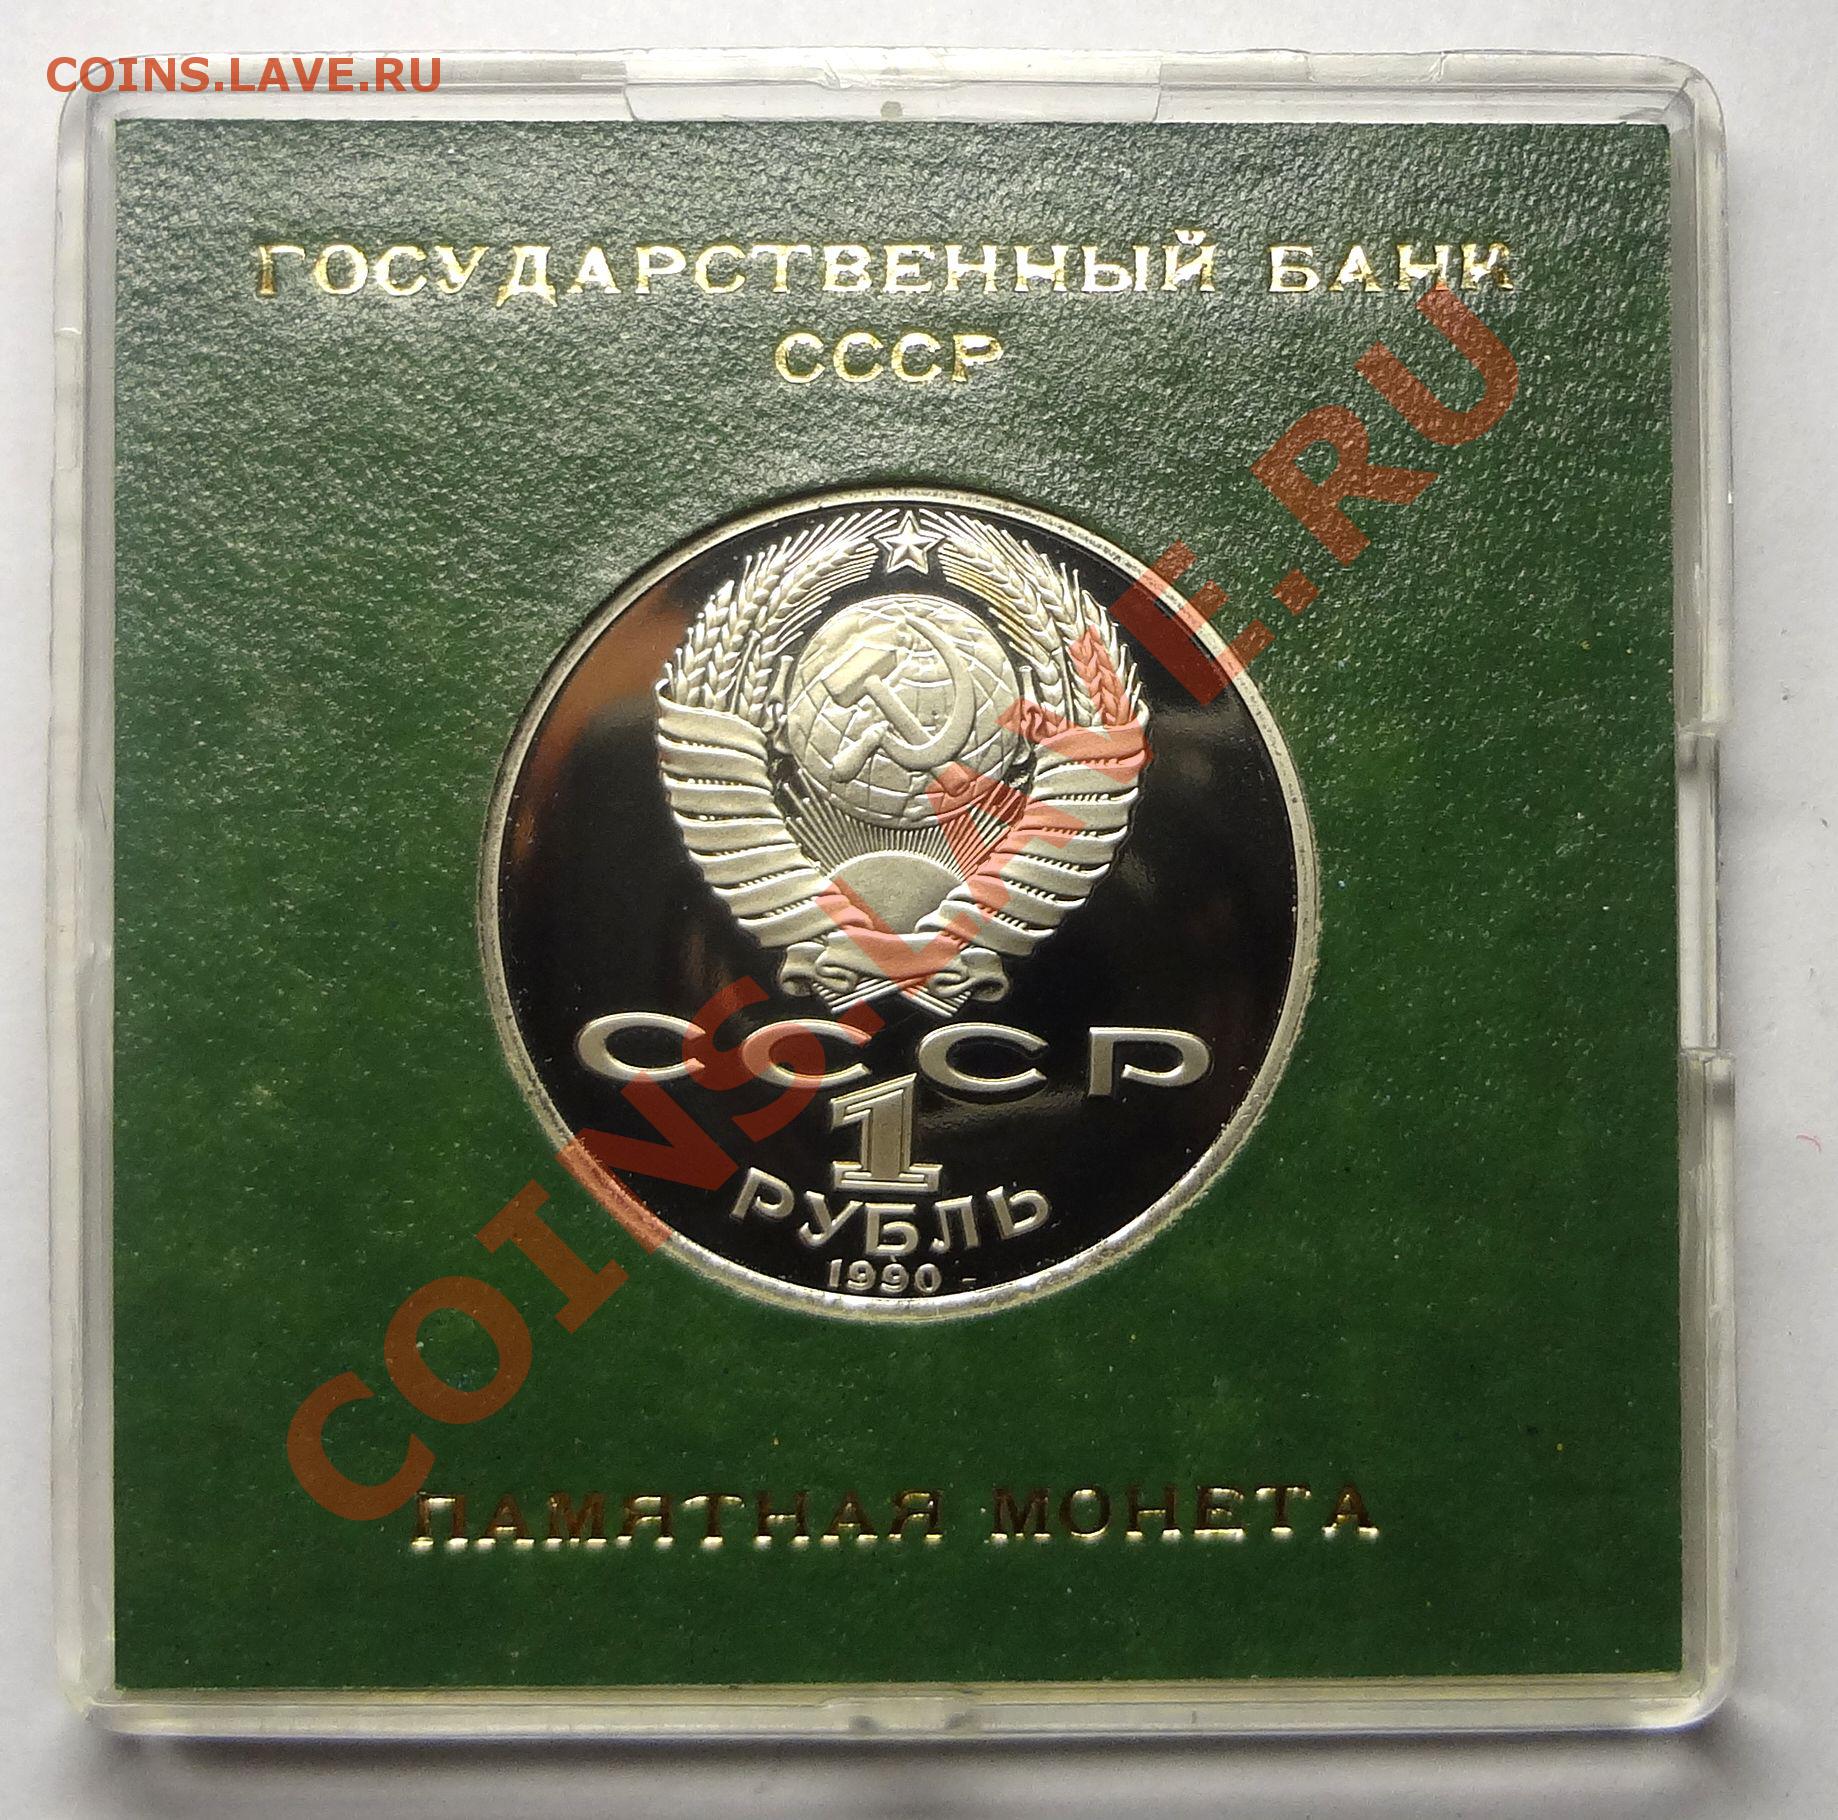 COINS.LAVE.RU
ГОСУДАРСТВЕННЫЙ БАНК
СССР
СССР
1
РУБЛЬ
1990
ПАМЯТНАЯ МОНЕТА
COINS.LAVE.RU